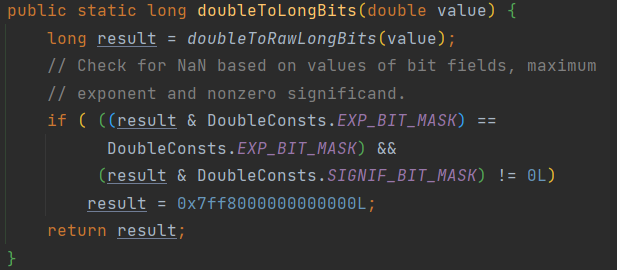 public static long doubleToLongBits(double value) {
    long result = doubleToRawLongBits(value);
    // Check for NaN based on values of bit fields, maximum
    // exponent and nonzero significand.
    if ( ((result & DoubleConsts.EXP_BIT_MASK) ==
          DoubleConsts.EXP_BIT_MASK) &&
         (result & DoubleConsts.SIGNIF_BIT_MASK) != 0L)
        result = 0x7ff8000000000000L;
    return result;
}